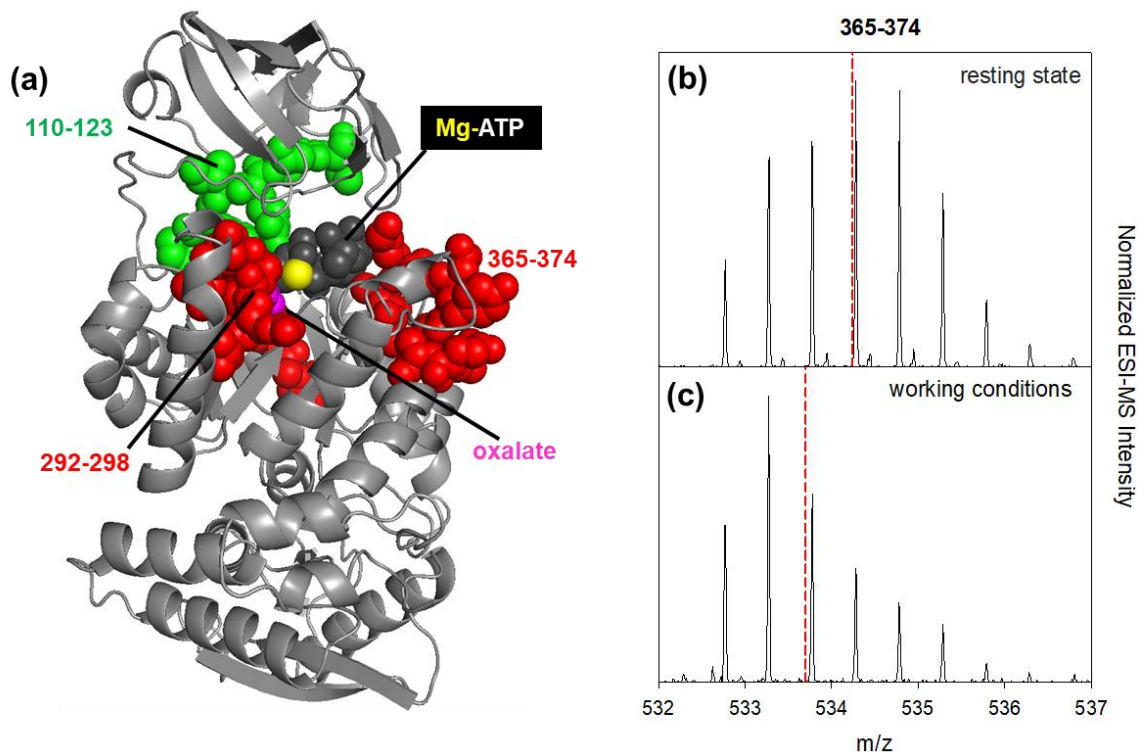 (a)
110-123
Mg-ATP
365-374
292-298
oxalate
365-374
(b)
resting state
(c)
working conditions
Normalized ESI-MS Intensity
532 533 534 535 536 537
m/z